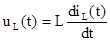 u_L(t) = L di_L(t)/dt